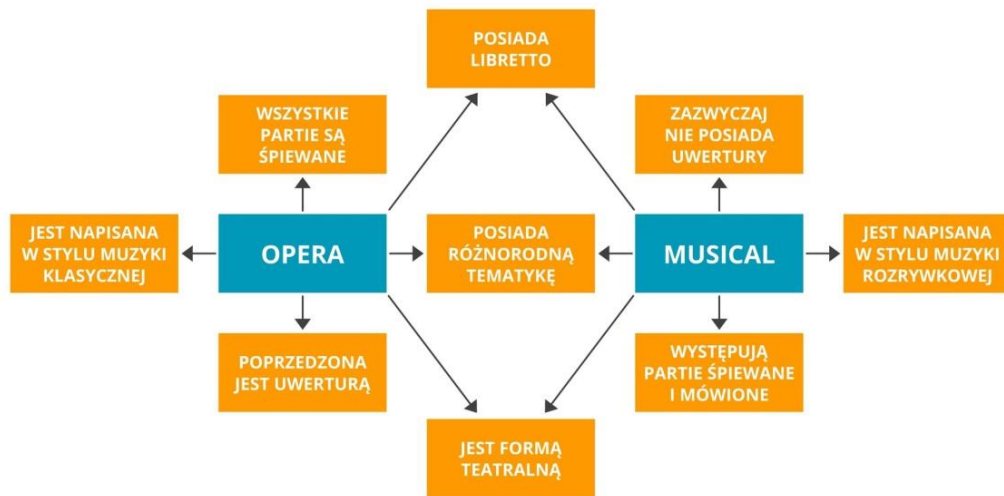 POSIADA
LIBRETTO
WSZYSTKIE
PARTIE SĄ
ŚPIEWANE
ZAZWYCZAJ
NIE POSIADA
UWERTURY
JEST NAPISANA
W STYLU MUZYKI
KLASYCZNEJ
OPERA
POSIADA
RÓŻNORODNĄ
TEMATYKĘ
MUSICAL
JEST NAPISANA
W STYLU MUZYKI
ROZRYWKOWEJ
POPRZEDZONA
JEST UWERTURĄ
WYSTĘPUJĄ
PARTIE ŚPIEWANE
I MÓWIONE
JEST FORMĄ
TEATRALNĄ